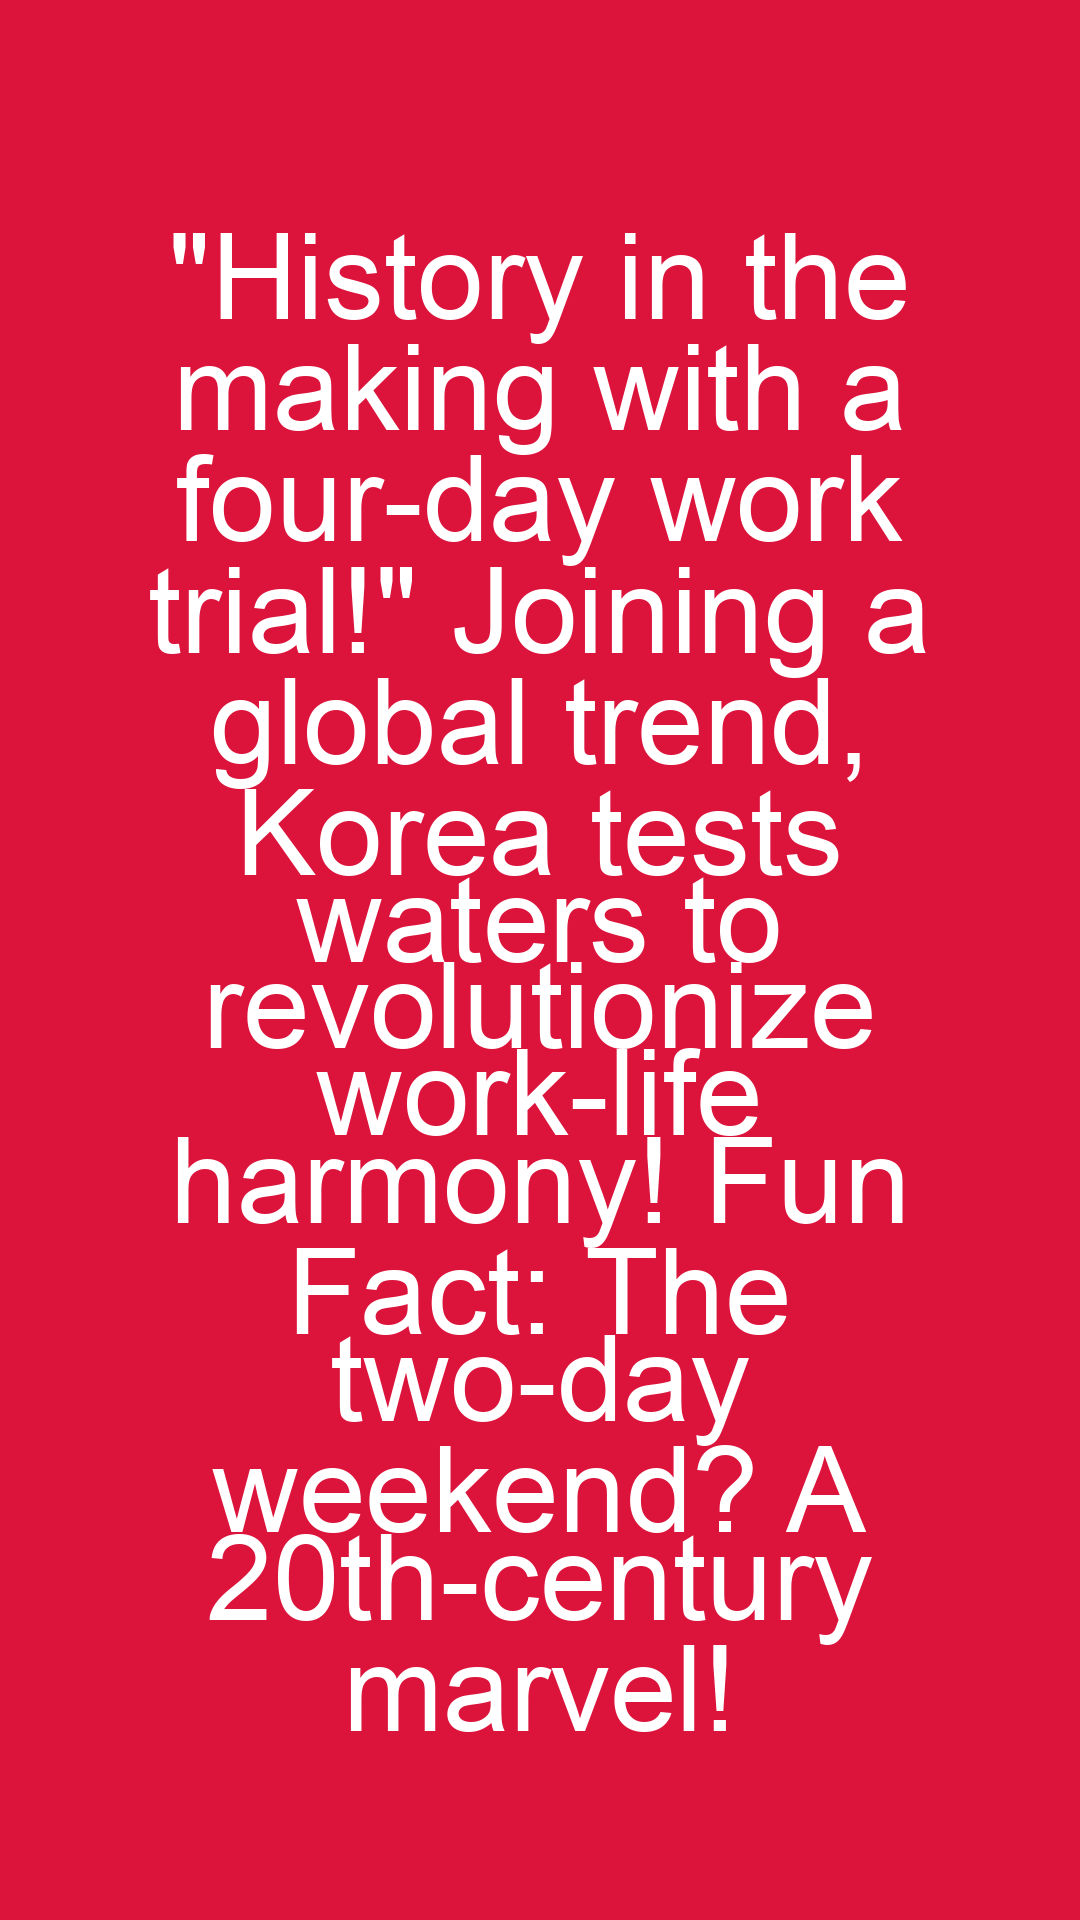 "History in the
making with a
four-day work
trial!" Joining a
global trend,
Korea tests
waters to
revolutionize
work-life
harmony! Fun
Fact: The
two-day
weekend? A
20th-century
marvel!